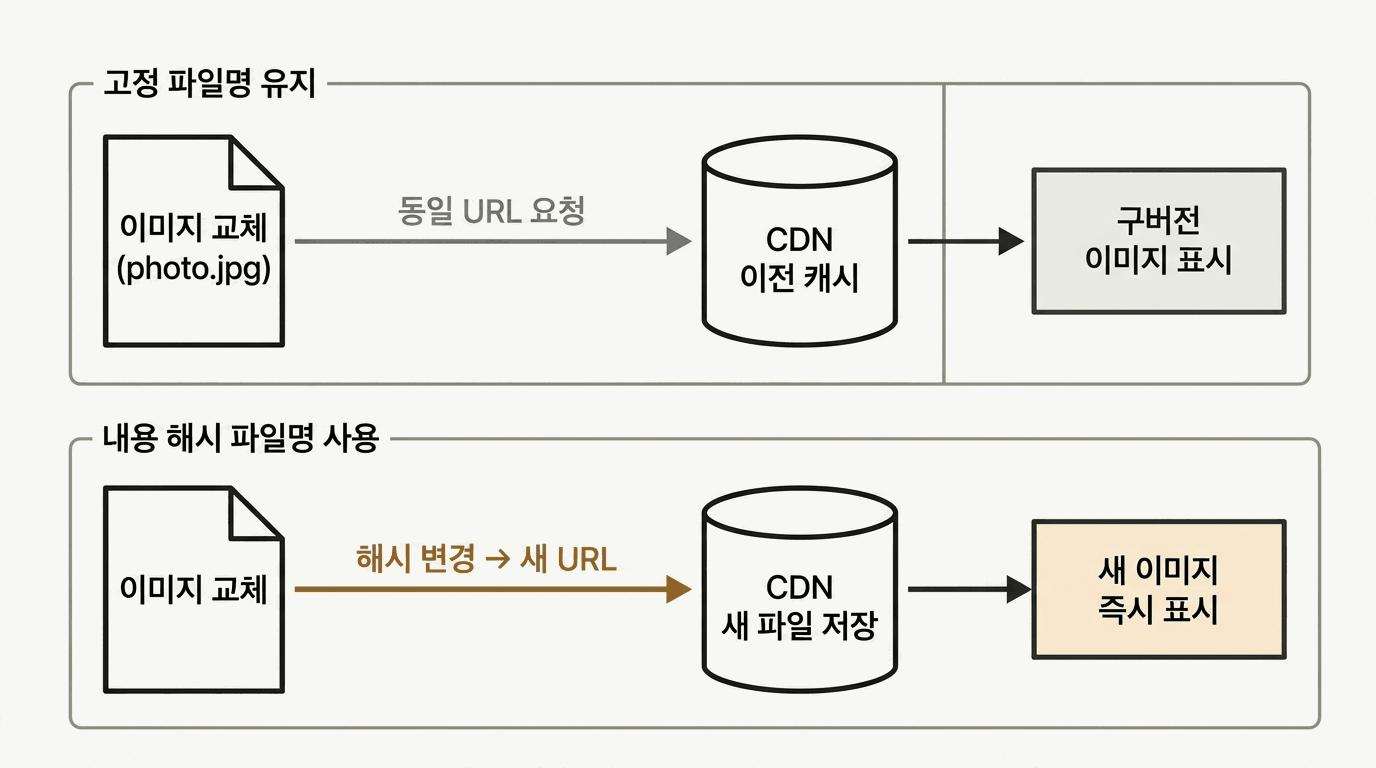 고정 파일명 유지
이미지 교체
(photo.jpg)
동일 URL 요청
CDN
이전 캐시
구버전
이미지 표시
내용 해시 파일명 사용
이미지 교체
해시 변경 → 새 URL
CDN
새 파일 저장
새 이미지
즉시 표시